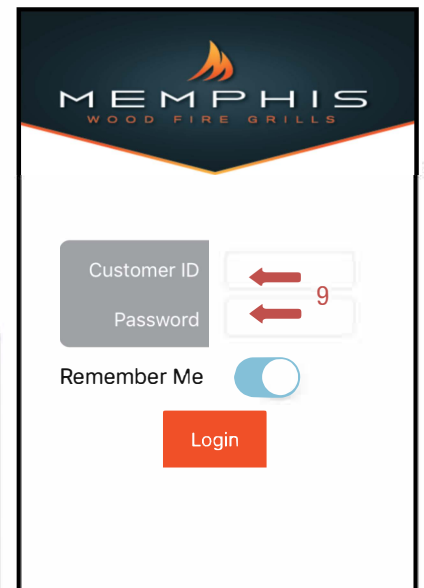 MEMPHIS
WOOD FIRE GRILLS
Customer ID
9
Password
Remember Me
Login